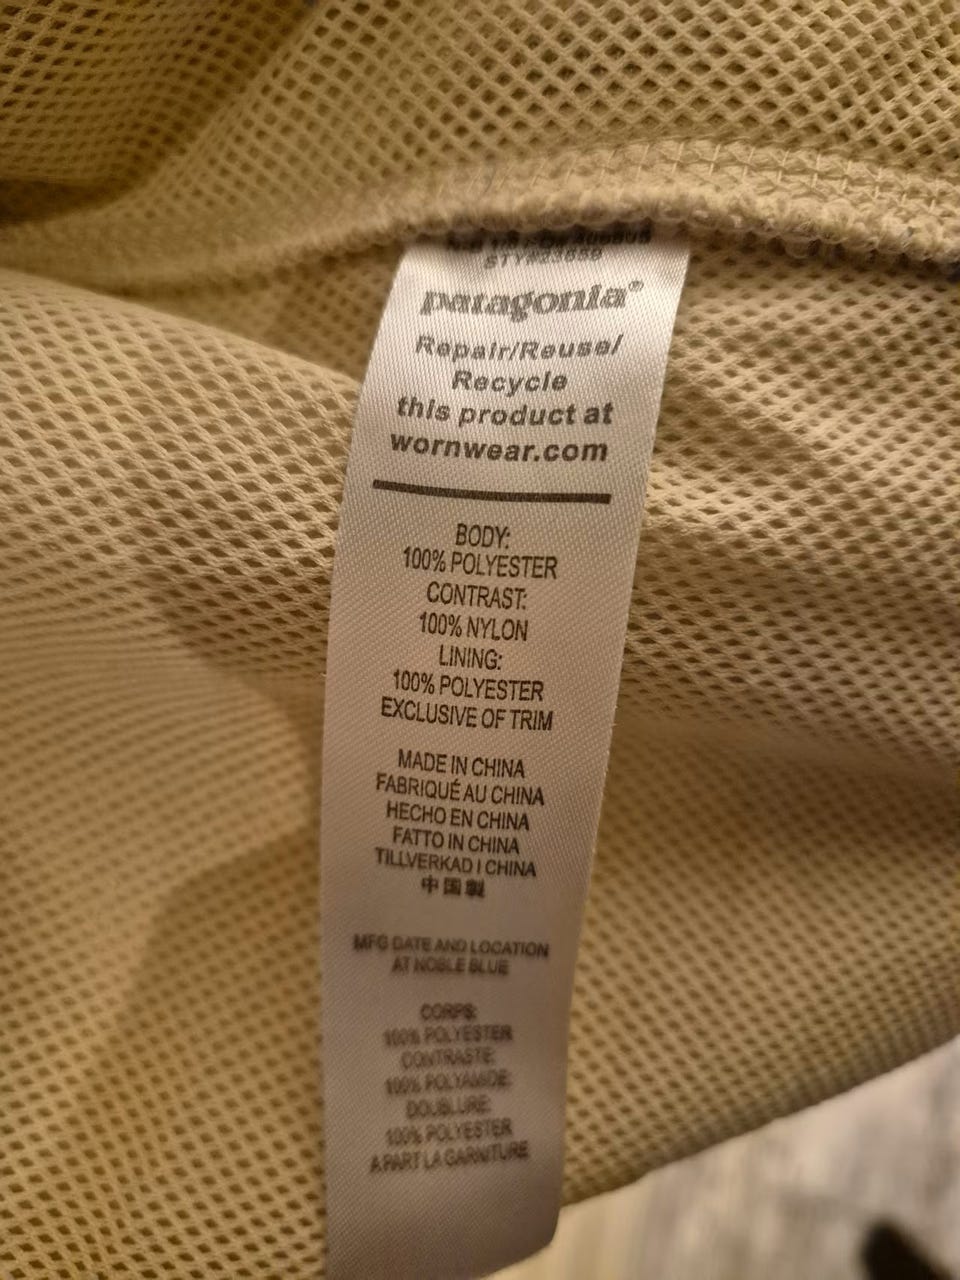 patagonia®
Repair/Reuse/
Recycle
this product at
wornwear.com
BODY:
100% POLYESTER
CONTRAST:
100% NYLON
LINING:
100% POLYESTER
EXCLUSIVE OF TRIM
MADE IN CHINA
FABRIQUÉ AU CHINA
HECHO EN CHINA
FATTO IN CHINA
TILLVERKAD I CHINA
中国製
MFG DATE AND LOCATION
AT NOBLE BLUE
CORPS:
100% POLYESTER
CONTRASTE:
100% POLYAMIDE:
DOUBLURE:
100% POLYESTER
A PART LA GARNITURE